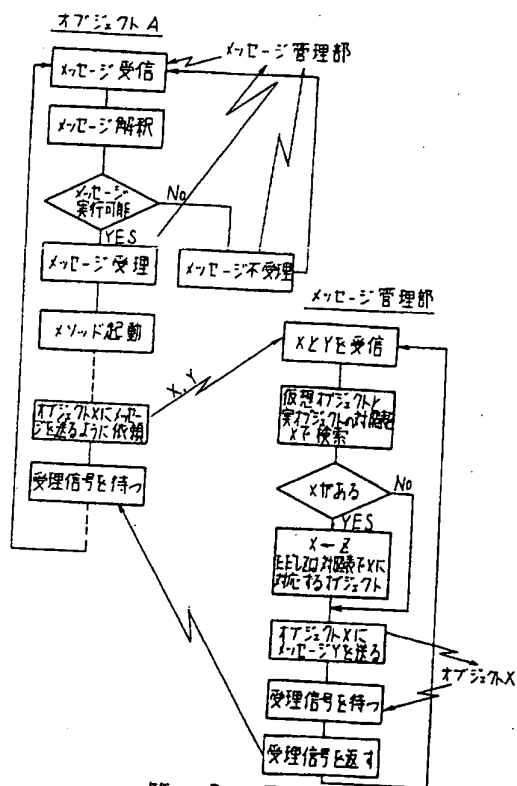 オブジェクトA
メッセージ受信
メッセージ管理部
メッセージ解釈
メッセージ
実行可能
No
YES
メッセージ受理
メッセージ不受理
メソッド起動
メッセージ管理部
X,Y
XとYを受信
オブジェクトXにメッセー
ジを送るように依頼
仮想オブジェクトと
実オブジェクトの対照表を
Xで検索
受理信号を待つ
Xがある
No
YES
X←Z
ただしZは対照表でXに
対応するオブジェクト
オブジェクトXに
メッセージYを送る
オブジェクトX
受理信号を待つ
受理信号を返す